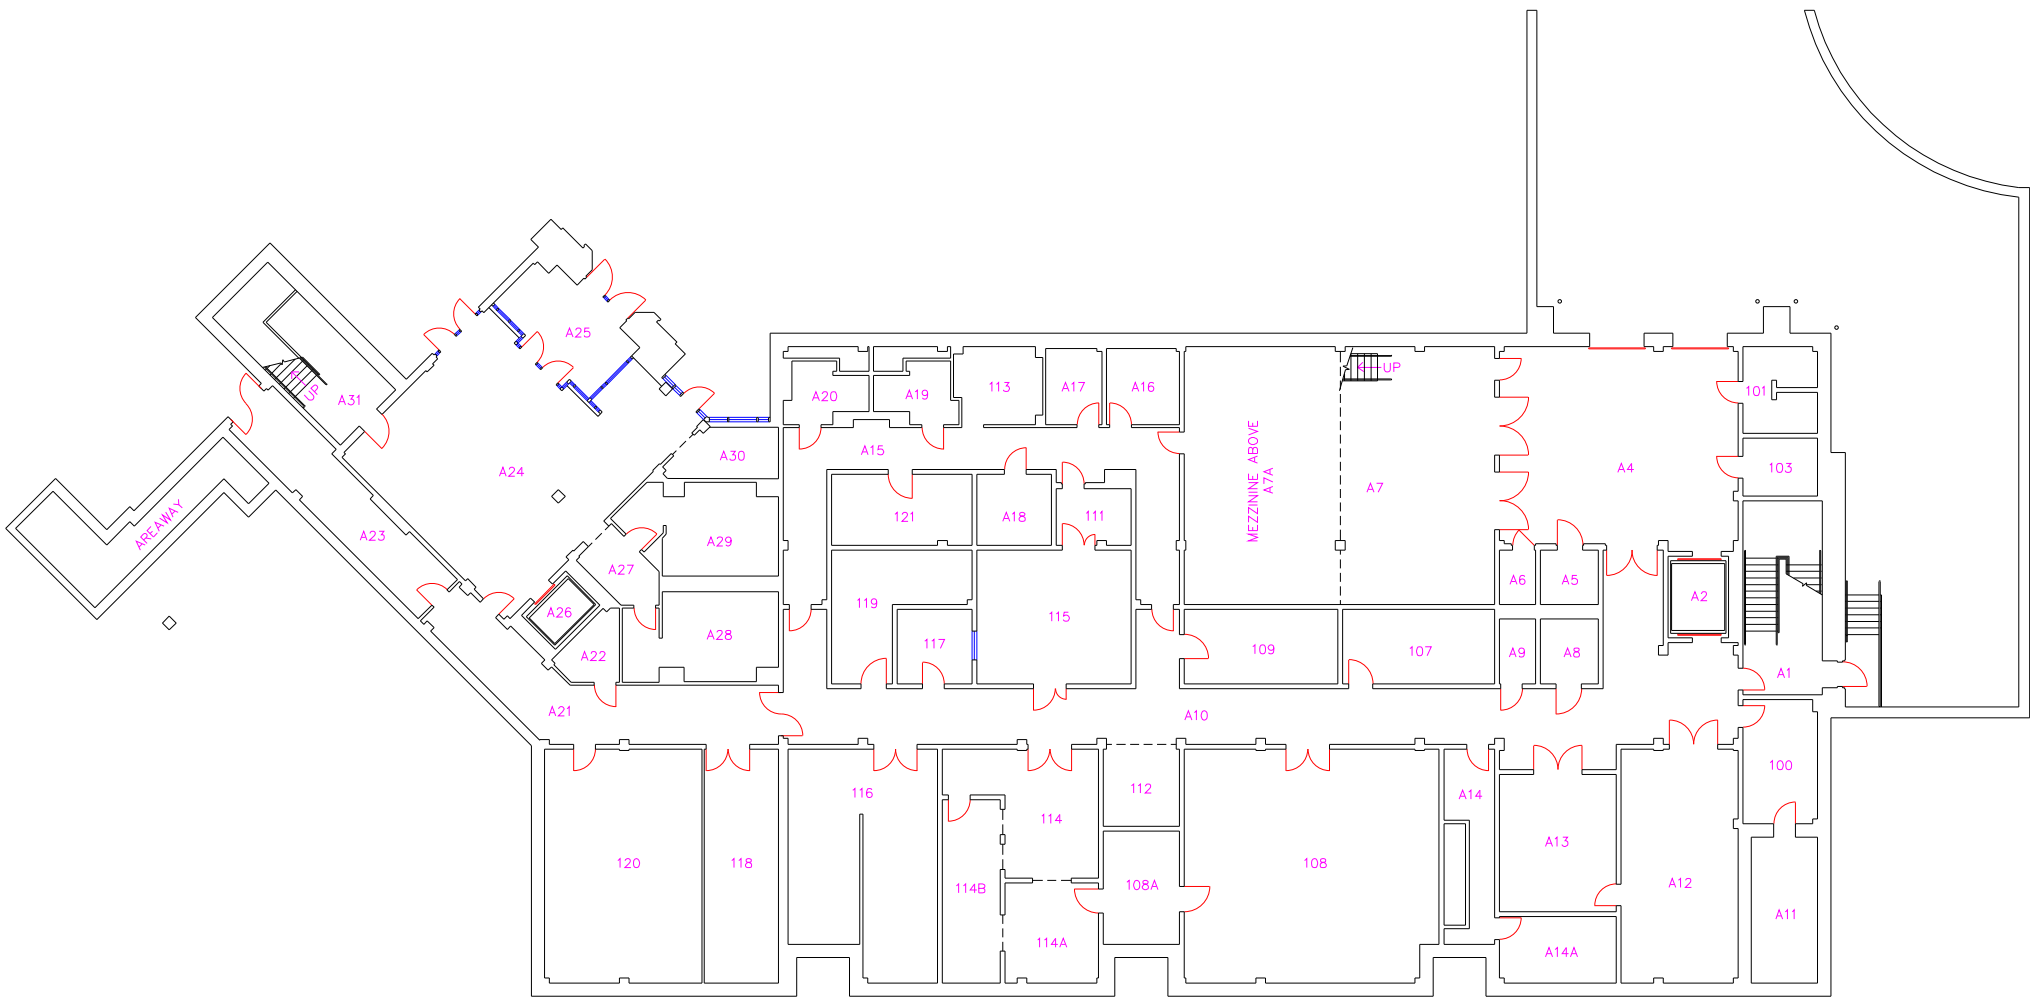 A25
UP
UP
A31
101
113
A17
A16
A20
A19
MEZZININE ABOVE
A7A
A15
A30
A24
A4
103
A7
AREAWAY
121
A18
111
A23
A29
A27
A6
A5
A2
A26
119
115
A28
117
A22
109
107
A9
A8
A1
A21
A10
100
116
112
A14
114
A13
120
118
108
114B
108A
A12
A11
114A
A14A